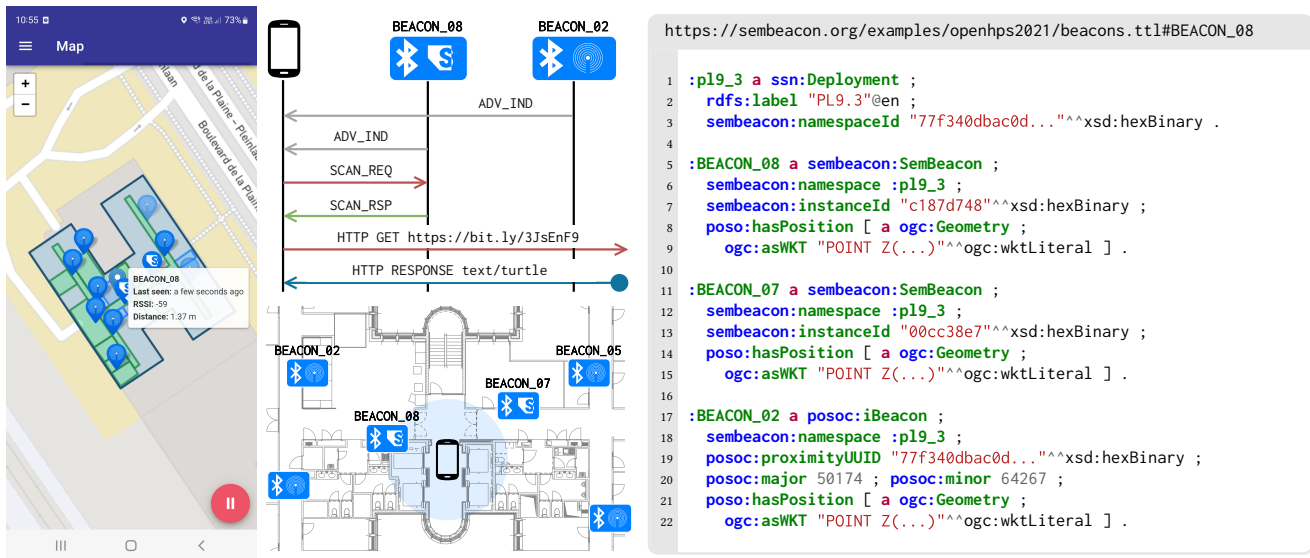 10:55
73%
Map
+
−
de la Plaine - Pleinlaan
Boulevard de la Plaine
BEACON_08
Last seen: a few seconds ago
RSSI: -59
Distance: 1.37 m
BEACON_08
BEACON_02
ADV_IND
ADV_IND
SCAN_REQ
SCAN_RSP
HTTP GET https://bit.ly/3JsEnF9
HTTP RESPONSE text/turtle
BEACON_02
BEACON_05
BEACON_07
BEACON_08
https://sembeacon.org/examples/openhps2021/beacons.ttl#BEACON_08
1 :pl9_3 a ssn:Deployment ;
2 rdfs:label "PL9.3"@en ;
3 sembeacon:namespaceId "77f340dbac0d..."^^xsd:hexBinary .
4
5 :BEACON_08 a sembeacon:SemBeacon ;
6 sembeacon:namespace :pl9_3 ;
7 sembeacon:instanceId "c187d748"^^xsd:hexBinary ;
8 poso:hasPosition [ a ogc:Geometry ;
9 ogc:asWKT "POINT Z(...)"^^ogc:wktLiteral ] .
10
11 :BEACON_07 a sembeacon:SemBeacon ;
12 sembeacon:namespace :pl9_3 ;
13 sembeacon:instanceId "00cc38e7"^^xsd:hexBinary ;
14 poso:hasPosition [ a ogc:Geometry ;
15 ogc:asWKT "POINT Z(...)"^^ogc:wktLiteral ] .
16
17 :BEACON_02 a posoc:iBeacon ;
18 sembeacon:namespace :pl9_3 ;
19 posoc:proximityUUID "77f340dbac0d..."^^xsd:hexBinary ;
20 posoc:major 50174 ; posoc:minor 64267 ;
21 poso:hasPosition [ a ogc:Geometry ;
22 ogc:asWKT "POINT Z(...)"^^ogc:wktLiteral ] .